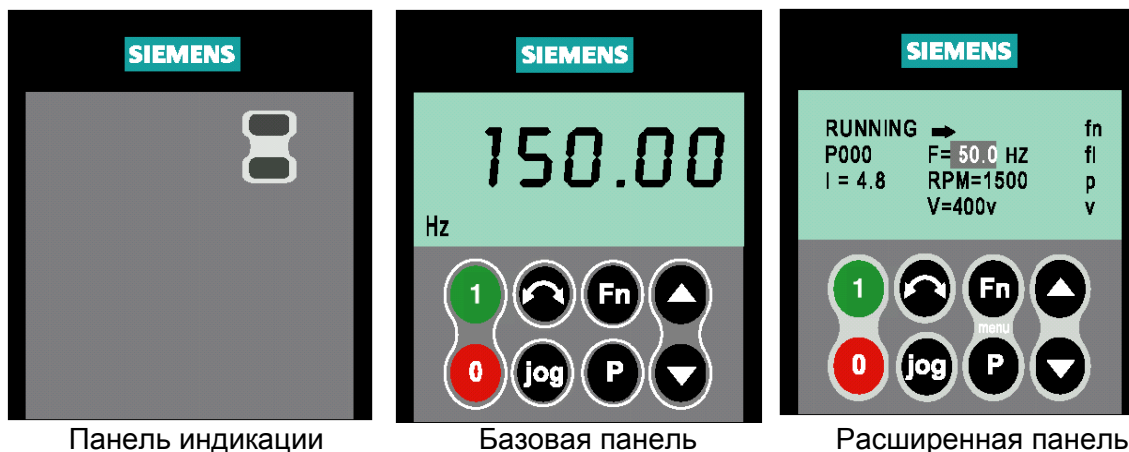 SIEMENS
Панель индикации
SIEMENS
150.00
Hz
1
Fn
0
jog
P
Базовая панель
SIEMENS
RUNNING fn
P000 F= 50.0 HZ fl
I = 4.8 RPM=1500 p
V=400v v
1
Fn
menu
0
jog
P
Расширенная панель